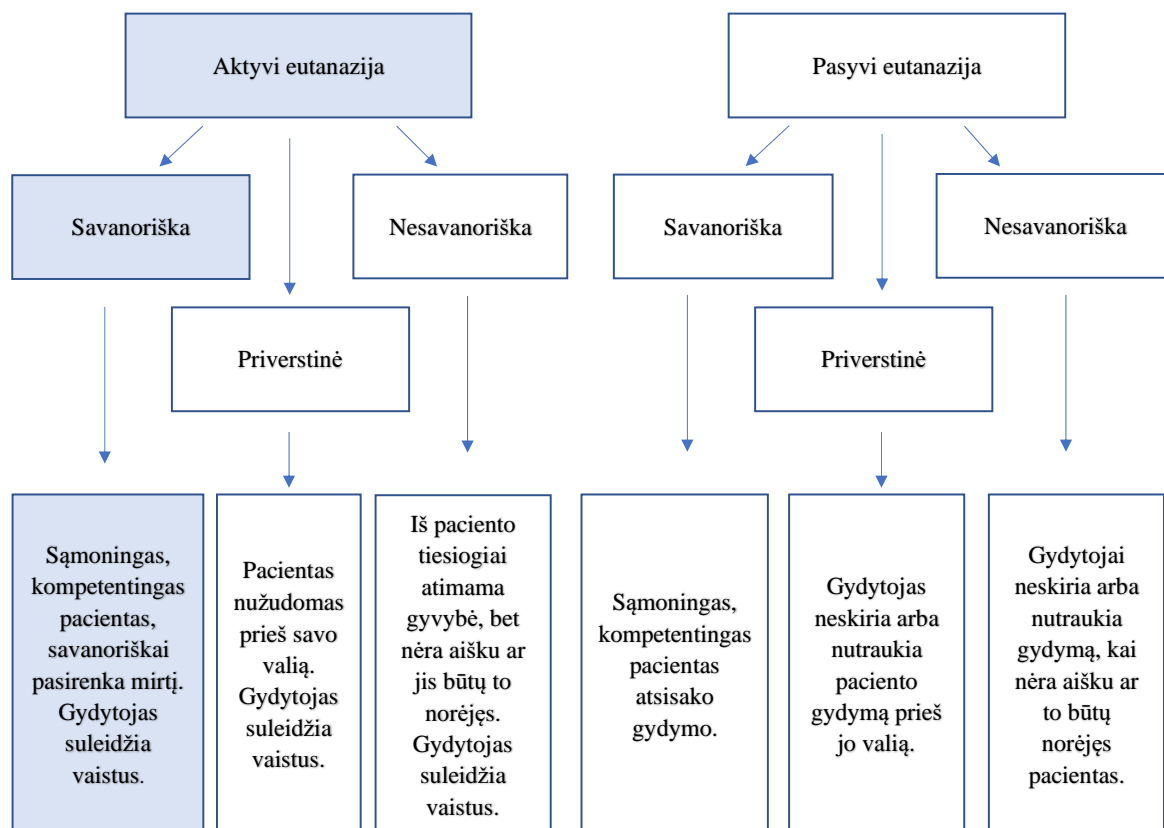 Aktyvi eutanazija
Pasyvi eutanazija
Savanoriška
Nesavanoriška
Savanoriška
Nesavanoriška
Priverstinė
Priverstinė
Sąmoningas,
kompetentingas
pacientas,
savanoriškai
pasirenka mirtį.
Gydytojas
suleidžia
vaistus.
Pacientas
nužudomas
prieš savo
valią.
Gydytojas
suleidžia
vaistus.
Iš paciento
tiesiogiai
atimama
gyvybė, bet
nėra aišku ar
jis būtų to
norėjęs.
Gydytojas
suleidžia
vaistus.
Sąmoningas,
kompetentingas
pacientas
atsisako
gydymo.
Gydytojas
neskiria arba
nutraukia
paciento
gydymą prieš
jo valią.
Gydytojai
neskiria arba
nutraukia
gydymą, kai
nėra aišku ar
to būtų
norėjęs
pacientas.